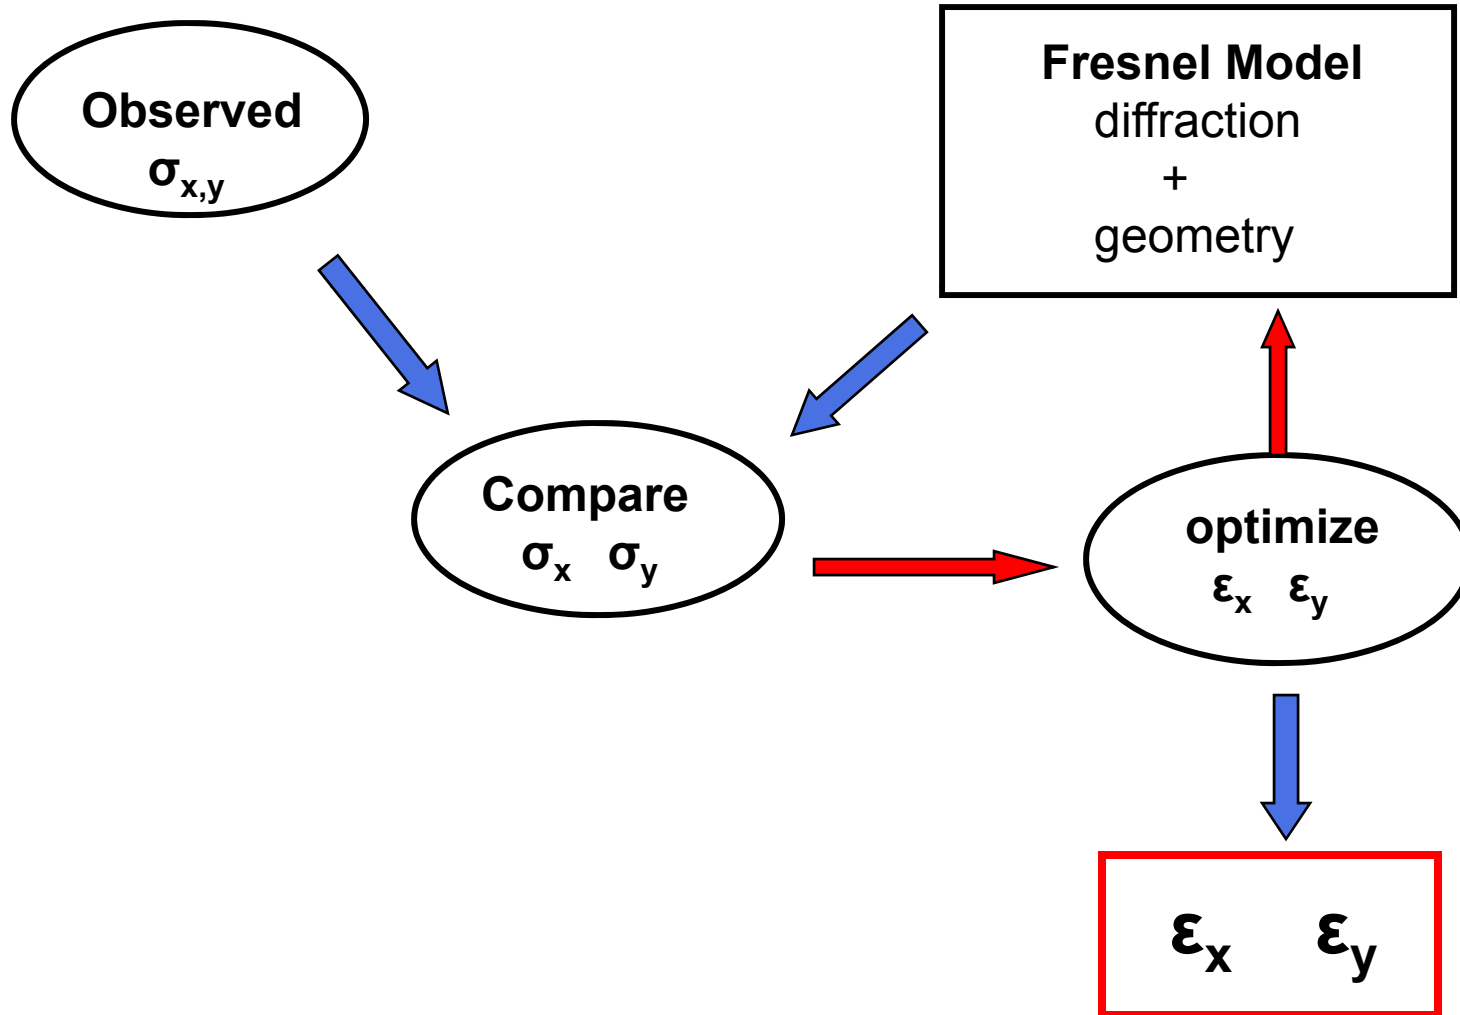 Observed
σx,y
Fresnel Model
diffraction
+
geometry
Compare
σx σy
optimize
εx εy
εx εy